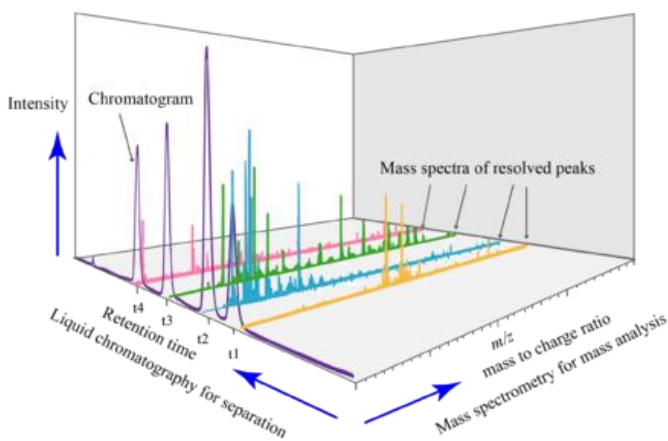 Intensity
Chromatogram
Mass spectra of resolved peaks
t4
t3
t2
t1
Retention time
Liquid chromatography for separation
m/z
mass to charge ratio
Mass spectrometry for mass analysis